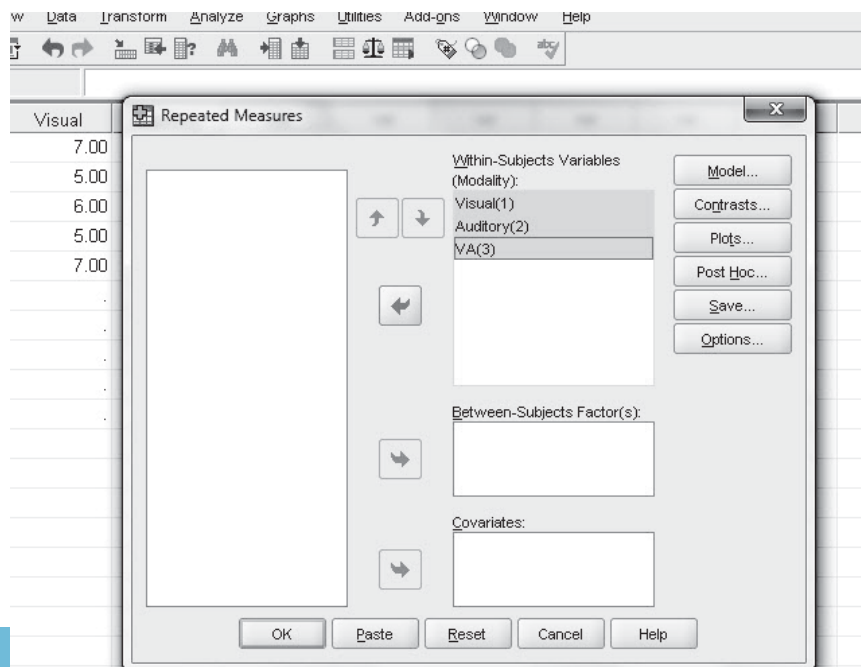 w Data Transform Analyze Graphs Utilities Add-ons Window Help
Visual
7.00
5.00
6.00
5.00
7.00
.
.
.
.
.
Repeated Measures
Within-Subjects Variables
(Modality):
Visual(1)
Auditory(2)
VA(3)
Between-Subjects Factor(s):
Covariates:
Model...
Contrasts...
Plots...
Post Hoc...
Save...
Options...
OK Paste Reset Cancel Help